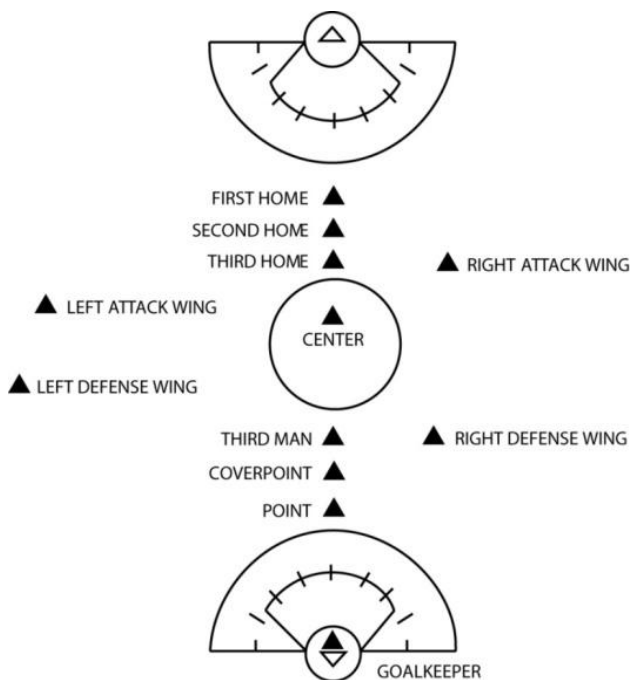 FIRST HOME
SECOND HOME
THIRD HOME
RIGHT ATTACK WING
LEFT ATTACK WING
CENTER
LEFT DEFENSE WING
THIRD MAN
RIGHT DEFENSE WING
COVERPOINT
POINT
GOALKEEPER